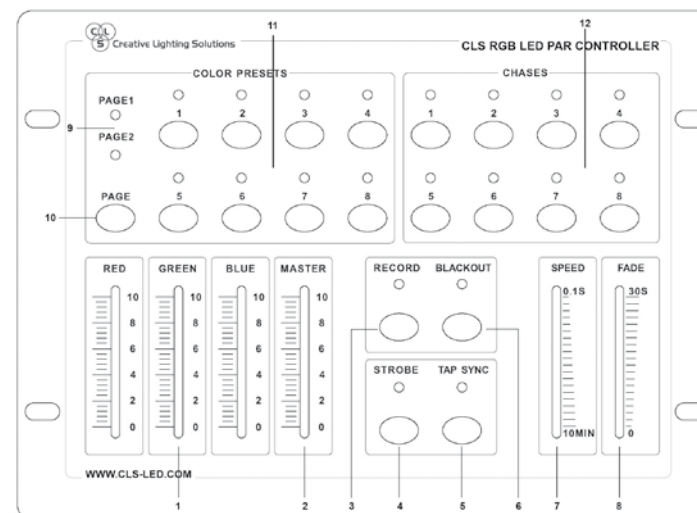 11
12
CLS Creative Lighting Solutions
CLS RGB LED PAR CONTROLLER
COLOR PRESETS
CHASES
PAGE1
9
PAGE2
1 2 3 4
1 2 3 4
10
PAGE
5 6 7 8
5 6 7 8
RED GREEN BLUE MASTER
10 10 10 10
8 8 8 8
6 6 6 6
4 4 4 4
2 2 2 2
0 0 0 0
RECORD BLACKOUT
STROBE TAP SYNC
SPEED FADE
0.1S 30S
10MIN 0
WWW.CLS-LED.COM
1 2 3 4 5 6 7 8